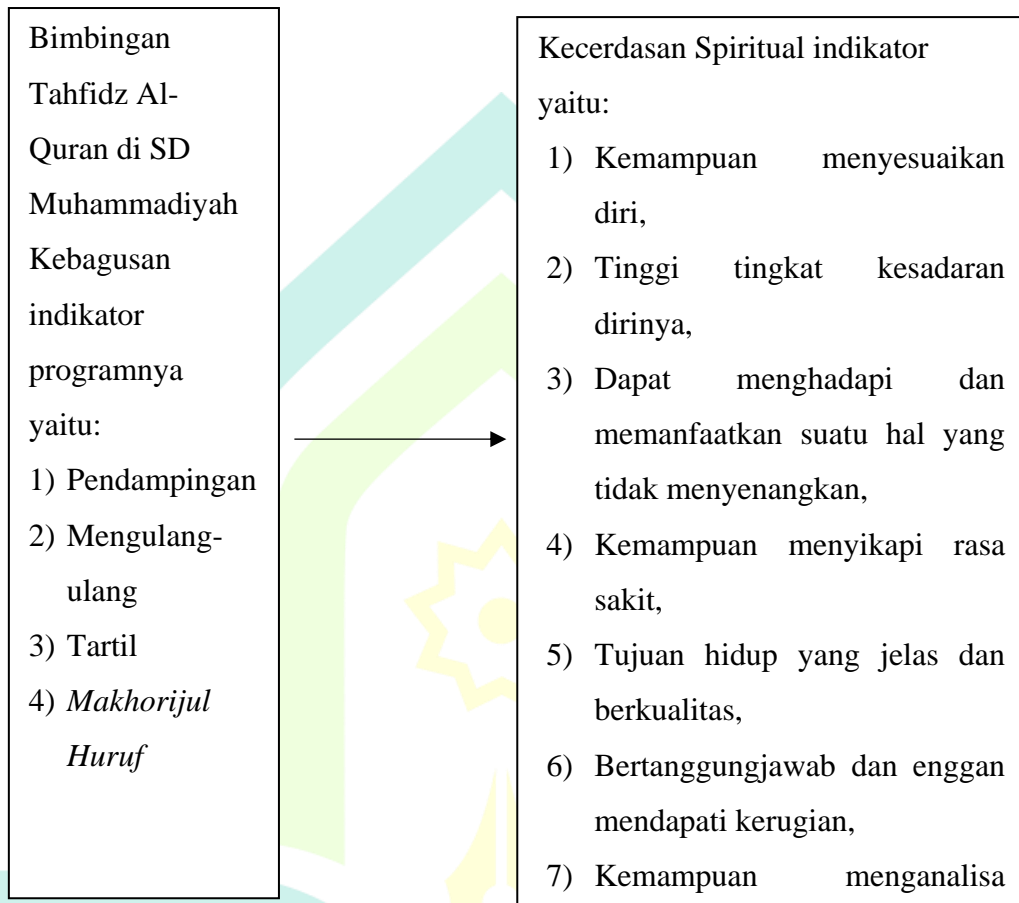 Bimbingan
Tahfidz Al-
Quran di SD
Muhammadiyah
Kebagusan
indikator
programnya
yaitu:
1) Pendampingan
2) Mengulang-
ulang
3) Tartil
4) Makhorijul
Huruf
Kecerdasan Spiritual indikator
yaitu:
1) Kemampuan menyesuaikan
diri,
2) Tinggi tingkat kesadaran
dirinya,
3) Dapat menghadapi dan
memanfaatkan suatu hal yang
tidak menyenangkan,
4) Kemampuan menyikapi rasa
sakit,
5) Tujuan hidup yang jelas dan
berkualitas,
6) Bertanggungjawab dan enggan
mendapati kerugian,
7) Kemampuan menganalisa